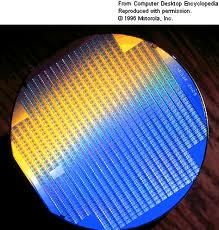 From Computer Desktop Encyclopedia
Reproduced with permission.
© 1996 Motorola, Inc.